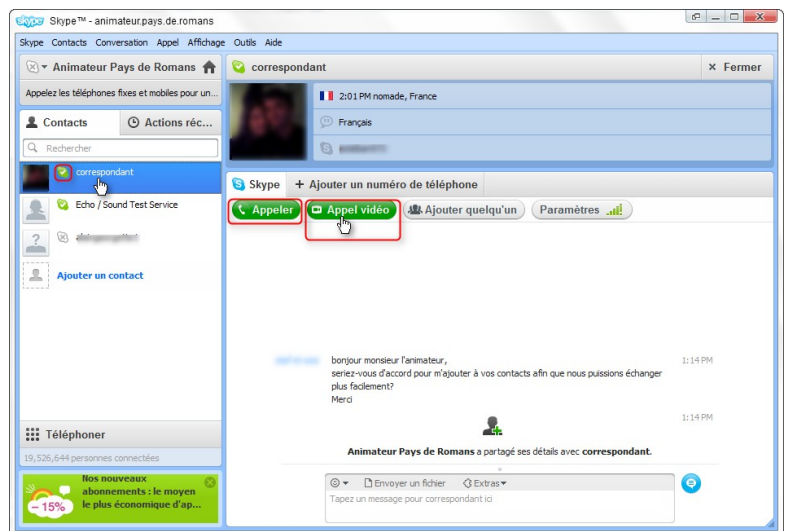 Skype™ - animateur.pays.de.romans
Skype Contacts Conversation Appel Affichage Outils Aide
Animateur Pays de Romans
Appelez les téléphones fixes et mobiles pour un...
Contacts
Actions réc...
Rechercher
correspondant
Echo / Sound Test Service
Ajouter un contact
Téléphoner
19,526,644 personnes connectées
Nos nouveaux
abonnements : le moyen
le plus économique d'ap...
- 15%
correspondant
× Fermer
2:01 PM nomade, France
Français
Skype
+ Ajouter un numéro de téléphone
Appeler
Appel vidéo
Ajouter quelqu'un
Paramètres
bonjour monsieur l'animateur,
1:14 PM
seriez-vous d'accord pour m'ajouter à vos contacts afin que nous puissions échanger
plus facilement?
Merci
1:14 PM
Animateur Pays de Romans a partagé ses détails avec correspondant.
Envoyer un fichier
Extras
Tapez un message pour correspondant ici